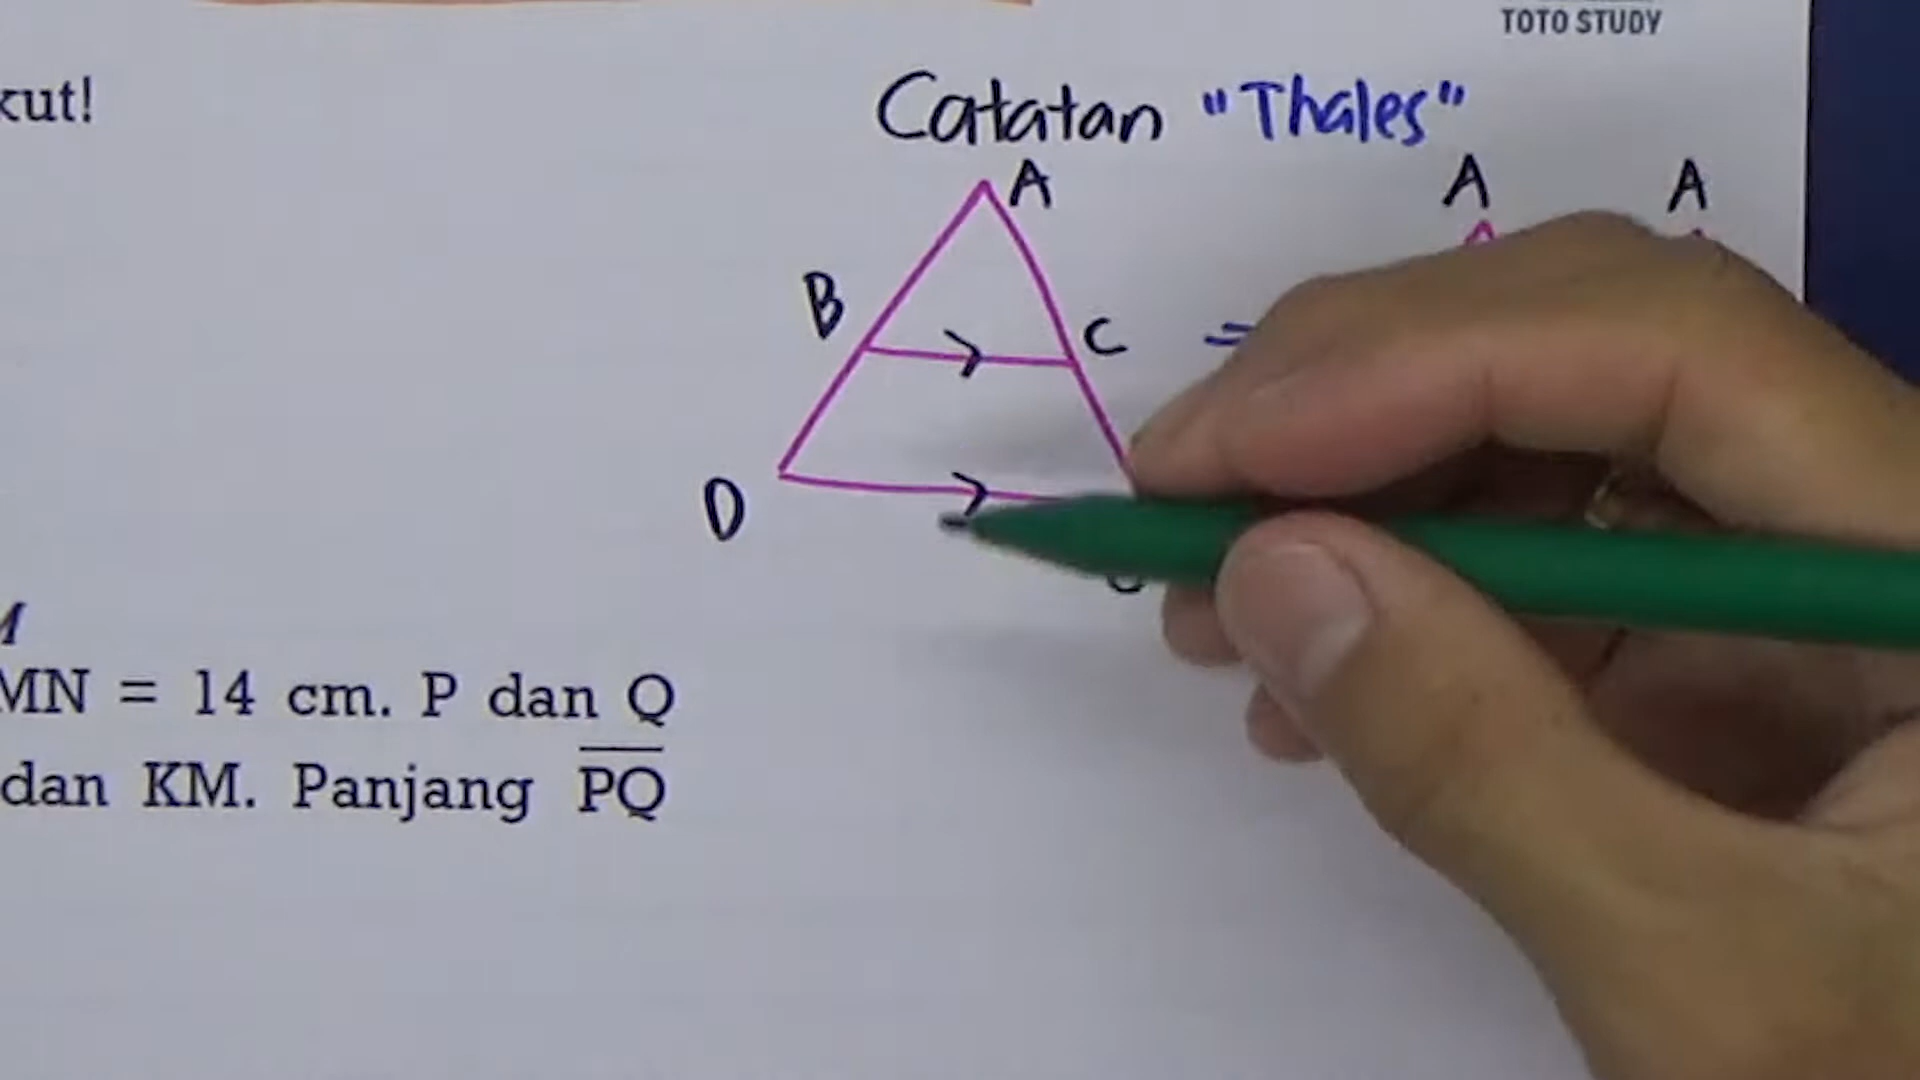 TOTO STUDY
kut!
Catatan "Thales"
A
A
A
B
C
D
M
MN = 14 cm. P dan Q
dan KM. Panjang PQ